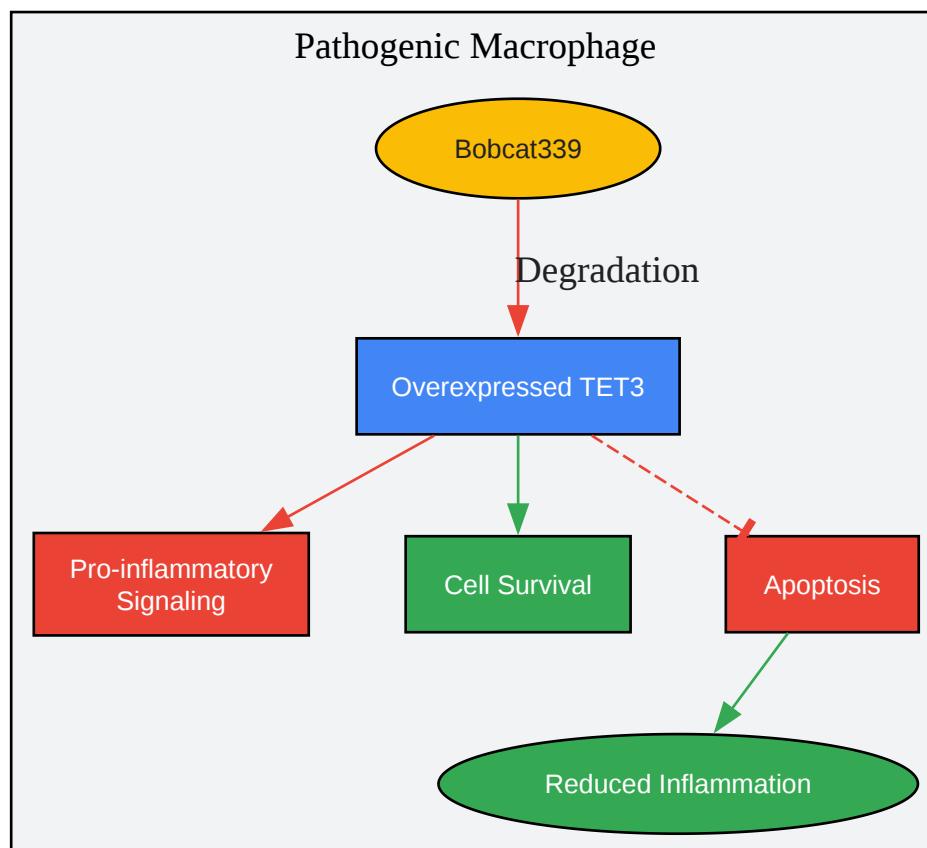 Pathogenic Macrophage
Bobcat339
Degradation
Overexpressed TET3
Pro-inflammatory
Signaling
Cell Survival
Apoptosis
Reduced Inflammation